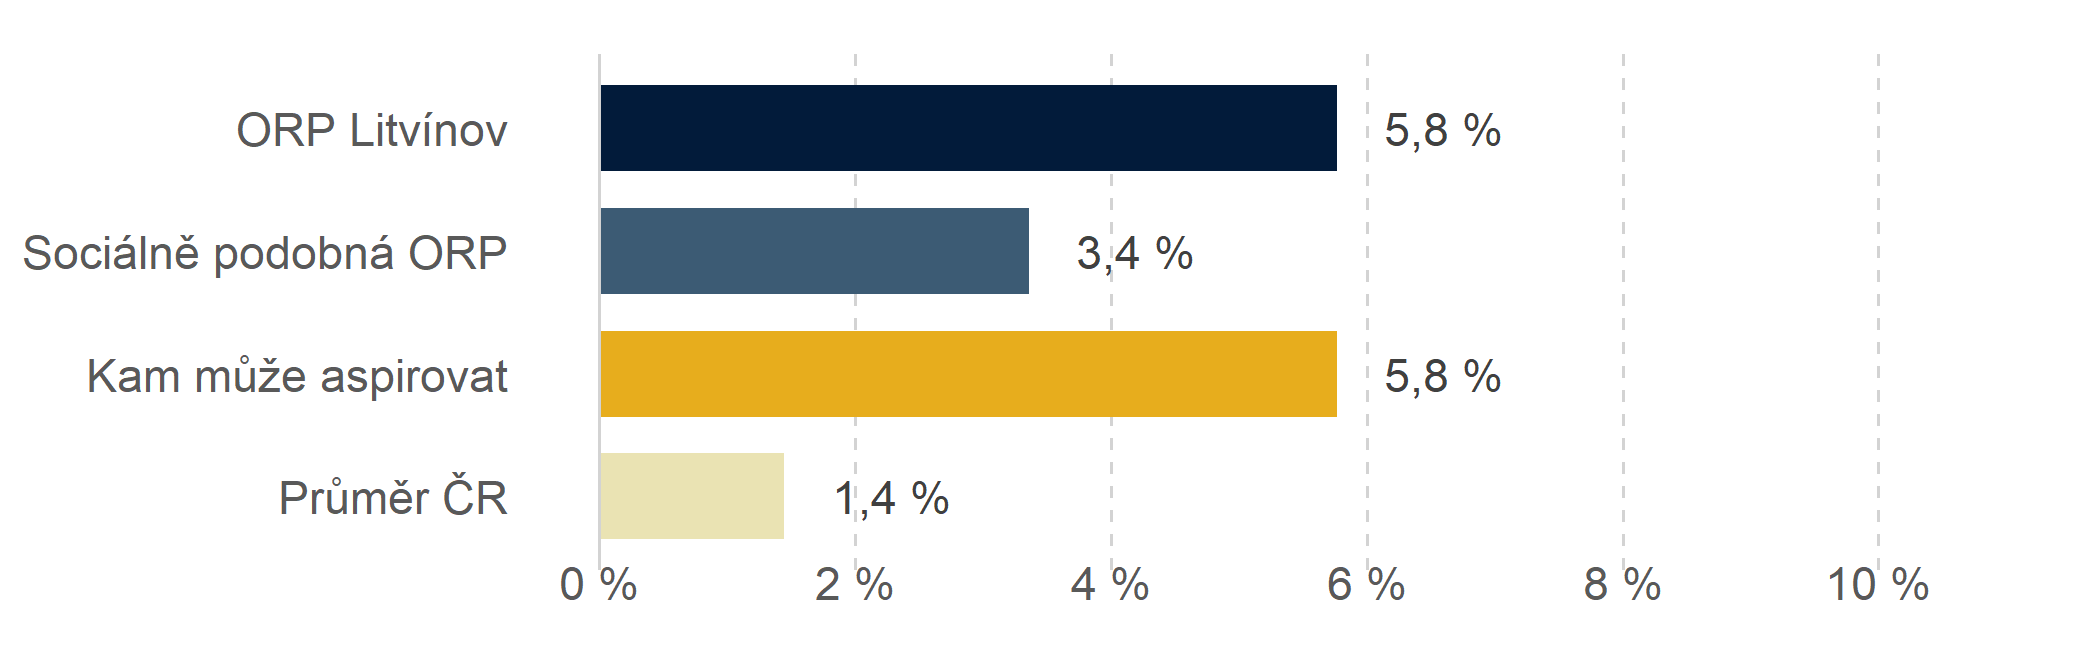 ORP Litvínov 5,8 %
Sociálně podobná ORP 3,4 %
Kam může aspirovat 5,8 %
Průměr ČR 1,4 %
0 % 2 % 4 % 6 % 8 % 10 %